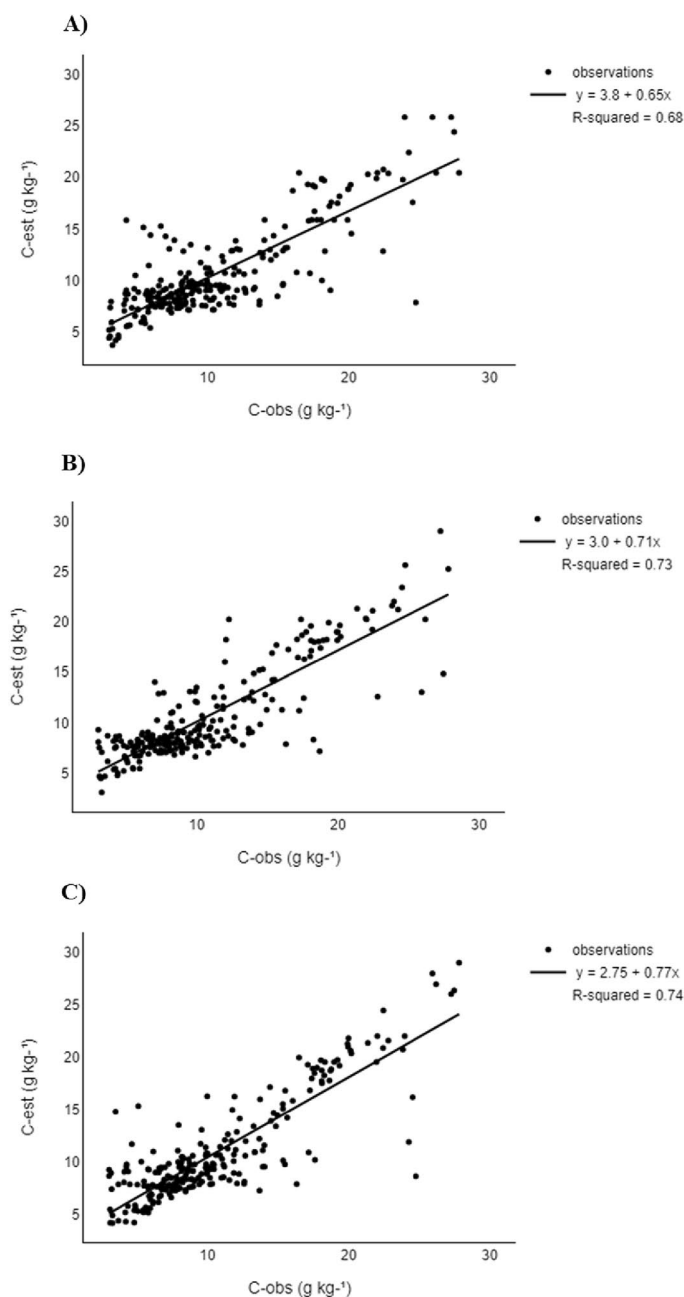 A)
30
25
20
15
10
5
C-est (g kg-¹)
10 20 30
C-obs (g kg-¹)
observations
y = 3.8 + 0.65x
R-squared = 0.68
B)
30
25
20
15
10
5
C-est (g kg-¹)
10 20 30
C-obs (g kg-¹)
observations
y = 3.0 + 0.71x
R-squared = 0.73
C)
30
25
20
15
10
5
C-est (g kg-¹)
10 20 30
C-obs (g kg-¹)
observations
y = 2.75 + 0.77x
R-squared = 0.74